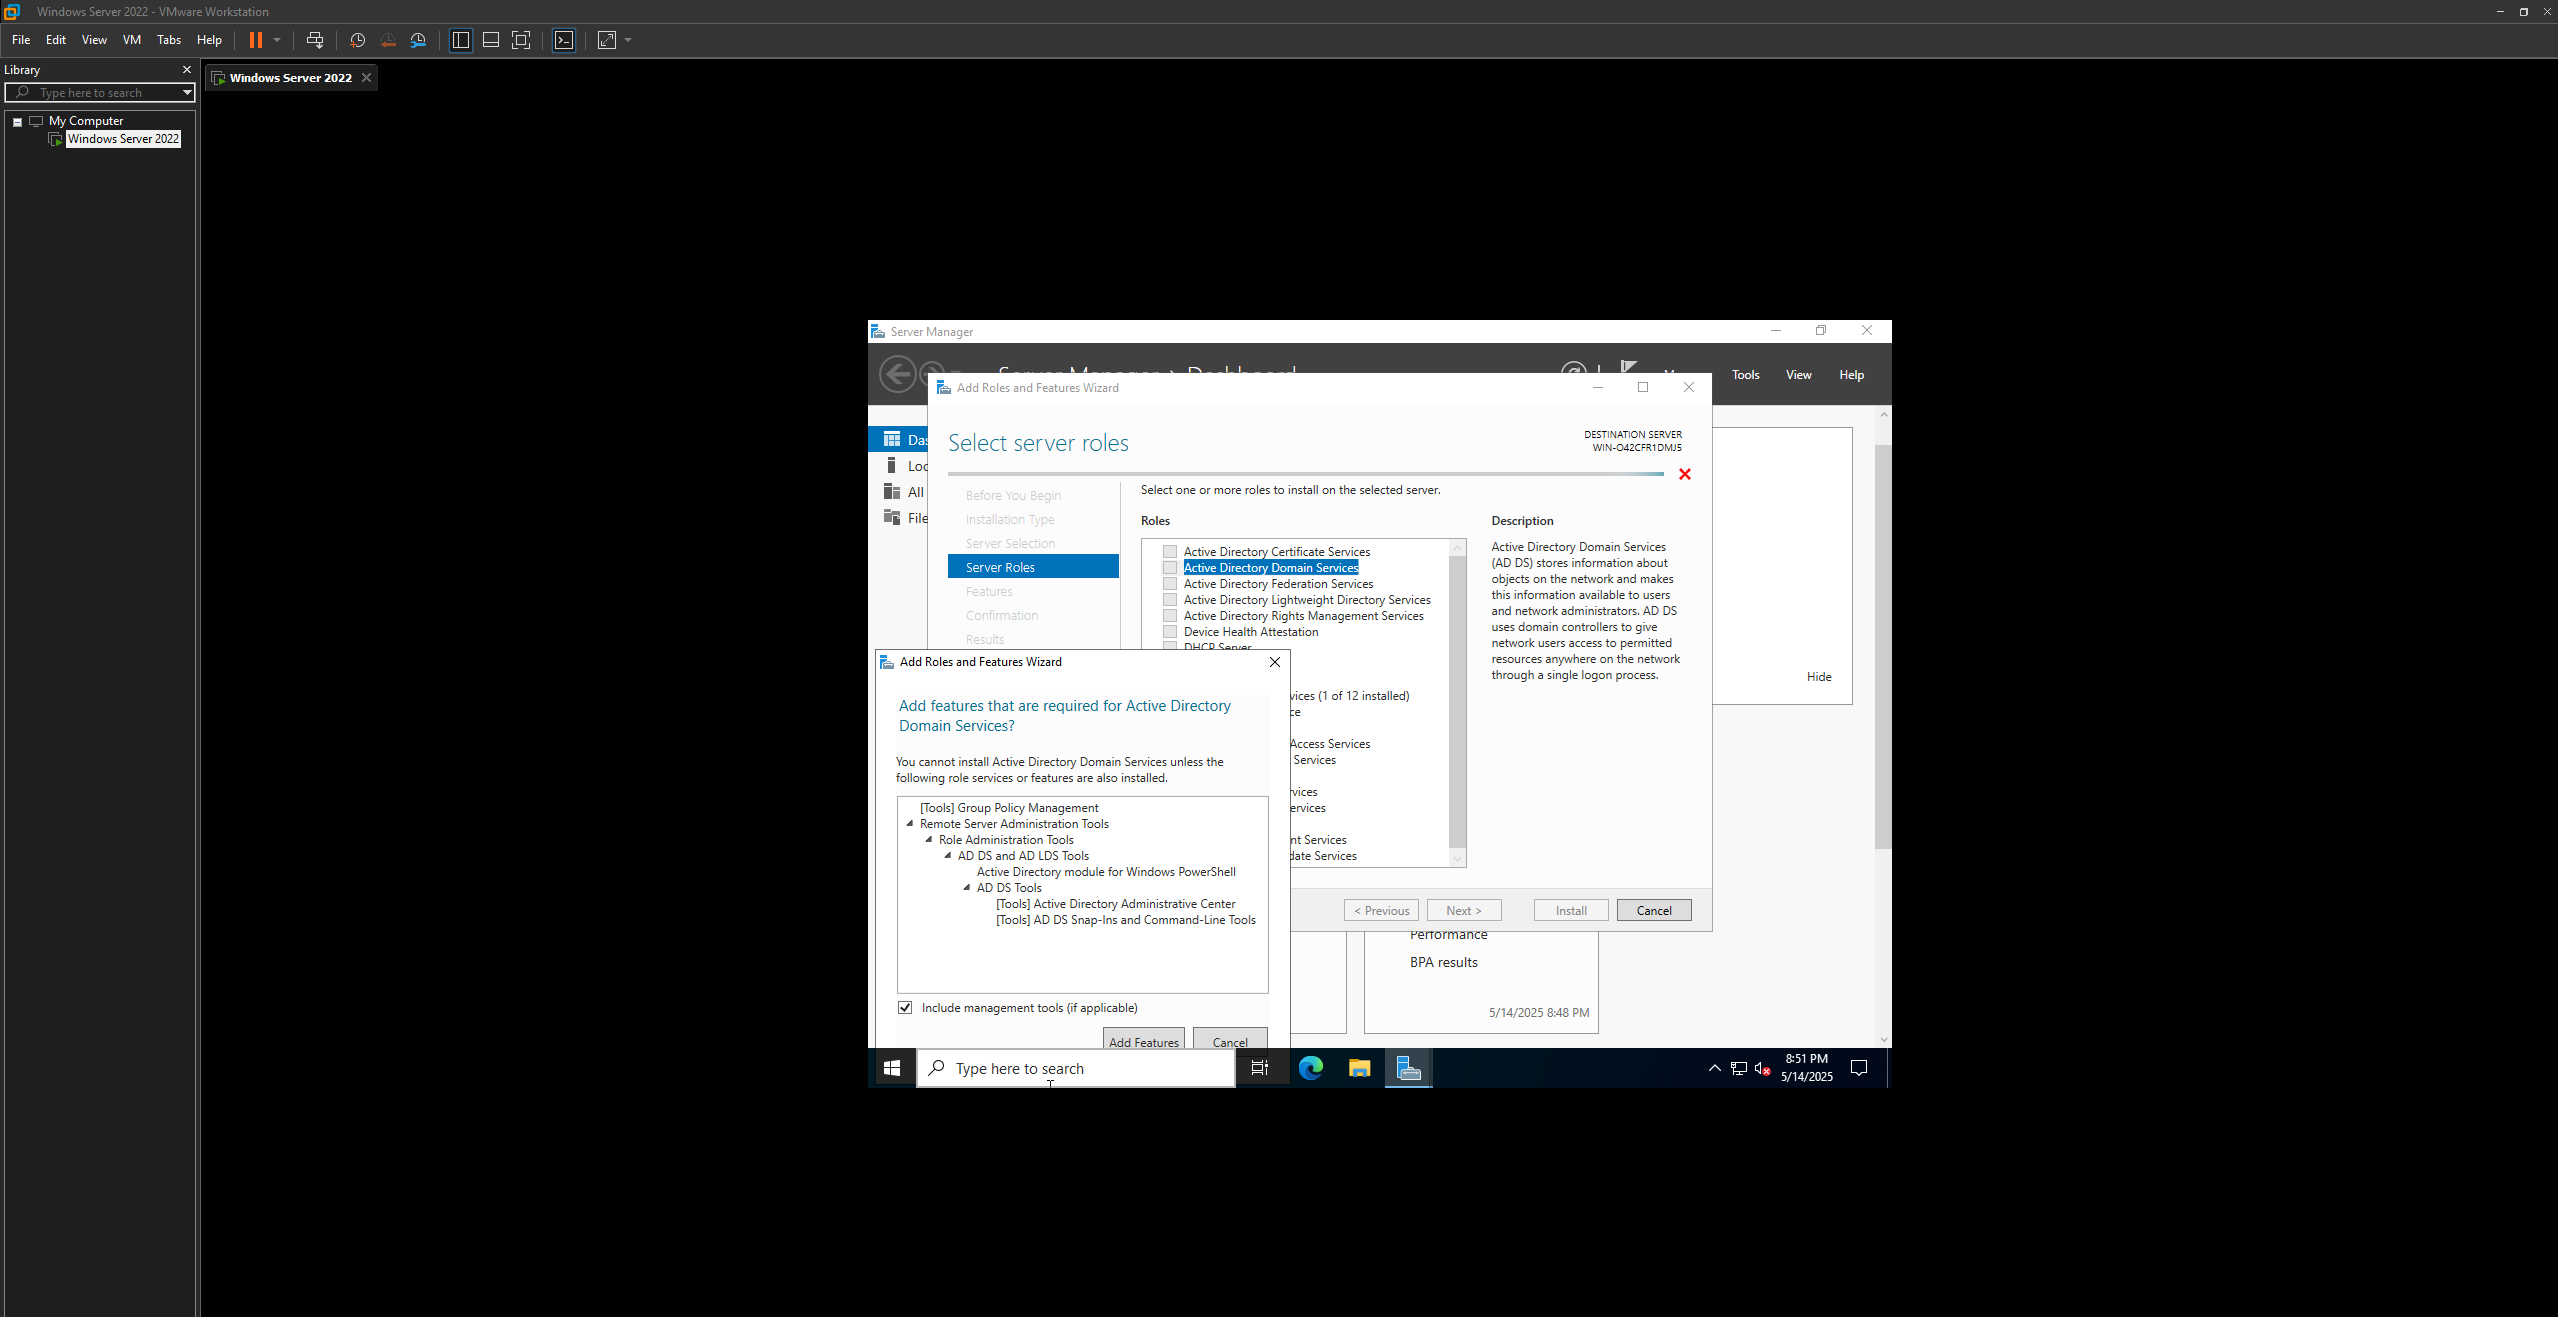 Windows Server 2022 - VMware Workstation
File Edit View VM Tabs Help
Library
Type here to search
My Computer
Windows Server 2022
Windows Server 2022
Server Manager
Server Manager › Dashboard
Tools View Help
Add Roles and Features Wizard
Select server roles
DESTINATION SERVER
WIN-O42CFR1DMJ5
Das
Loc
All
File
Before You Begin
Installation Type
Server Selection
Server Roles
Features
Confirmation
Results
Select one or more roles to install on the selected server.
Roles
Active Directory Certificate Services
Active Directory Domain Services
Active Directory Federation Services
Active Directory Lightweight Directory Services
Active Directory Rights Management Services
Device Health Attestation
DHCP Server
vices (1 of 12 installed)
ce
Access Services
Services
rvices
ervices
nt Services
date Services
Description
Active Directory Domain Services
(AD DS) stores information about
objects on the network and makes
this information available to users
and network administrators. AD DS
uses domain controllers to give
network users access to permitted
resources anywhere on the network
through a single logon process.
Hide
< Previous Next > Install Cancel
Add Roles and Features Wizard
Add features that are required for Active Directory
Domain Services?
You cannot install Active Directory Domain Services unless the
following role services or features are also installed.
[Tools] Group Policy Management
Remote Server Administration Tools
Role Administration Tools
AD DS and AD LDS Tools
Active Directory module for Windows PowerShell
AD DS Tools
[Tools] Active Directory Administrative Center
[Tools] AD DS Snap-Ins and Command-Line Tools
Include management tools (if applicable)
Add Features Cancel
Performance
BPA results
5/14/2025 8:48 PM
Type here to search
8:51 PM
5/14/2025